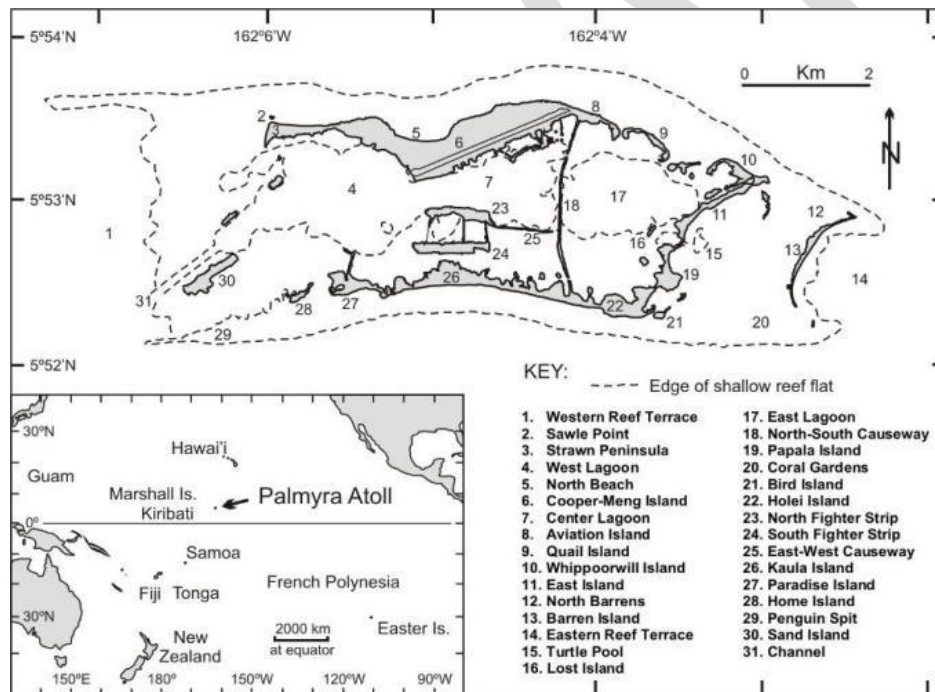 162°6'W 162°4'W
5°54'N
0 Km 2
N
2
3
5
6
8
9
10
4
7
17
18
11
5°53'N
1
23
12
16
15
25
13
24
19
14
30
26
31
28
27
22
21
20
29
5°52'N
KEY:
Edge of shallow reef flat
1. Western Reef Terrace
2. Sawle Point
3. Strawn Peninsula
4. West Lagoon
5. North Beach
6. Cooper-Meng Island
7. Center Lagoon
8. Aviation Island
9. Quail Island
10. Whippoorwill Island
11. East Island
12. North Barrens
13. Barren Island
14. Eastern Reef Terrace
15. Turtle Pool
16. Lost Island
17. East Lagoon
18. North-South Causeway
19. Papala Island
20. Coral Gardens
21. Bird Island
22. Holei Island
23. North Fighter Strip
24. South Fighter Strip
25. East-West Causeway
26. Kaula Island
27. Paradise Island
28. Home Island
29. Penguin Spit
30. Sand Island
31. Channel
30°N
Hawai'i
Guam
Marshall Is.
Palmyra Atoll
Kiribati
0°
Samoa
Fiji Tonga
French Polynesia
30°N
New
Zealand
2000 km
at equator
Easter Is.
150°E 180° 150°W 120°W 90°W